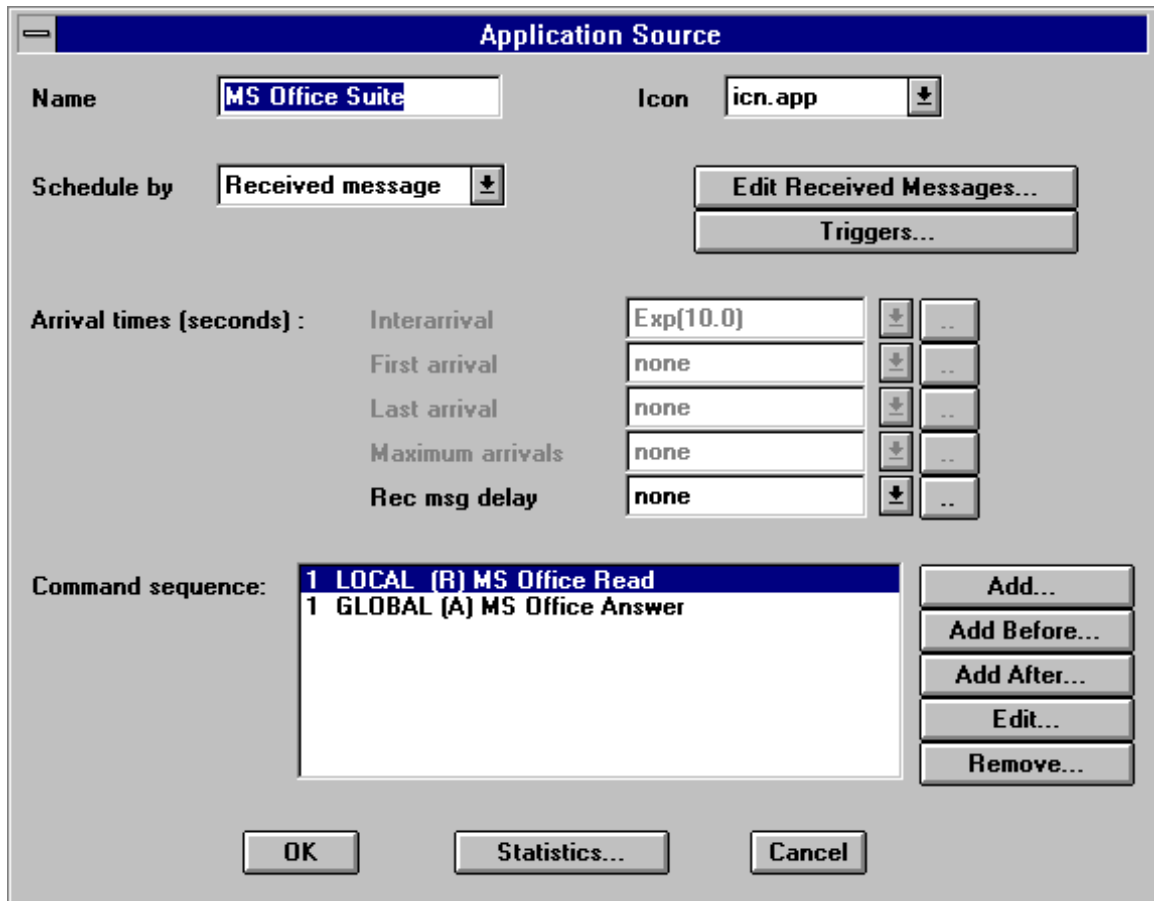 Application Source
Name MS Office Suite Icon icn.app
Schedule by Received message Edit Received Messages...
Triggers...
Arrival times (seconds) : Interarrival Exp(10.0) ..
First arrival none ..
Last arrival none ..
Maximum arrivals none ..
Rec msg delay none ..
Command sequence: 1 LOCAL (R) MS Office Read Add...
1 GLOBAL (A) MS Office Answer
Add Before...
Add After...
Edit...
Remove...
OK Statistics... Cancel